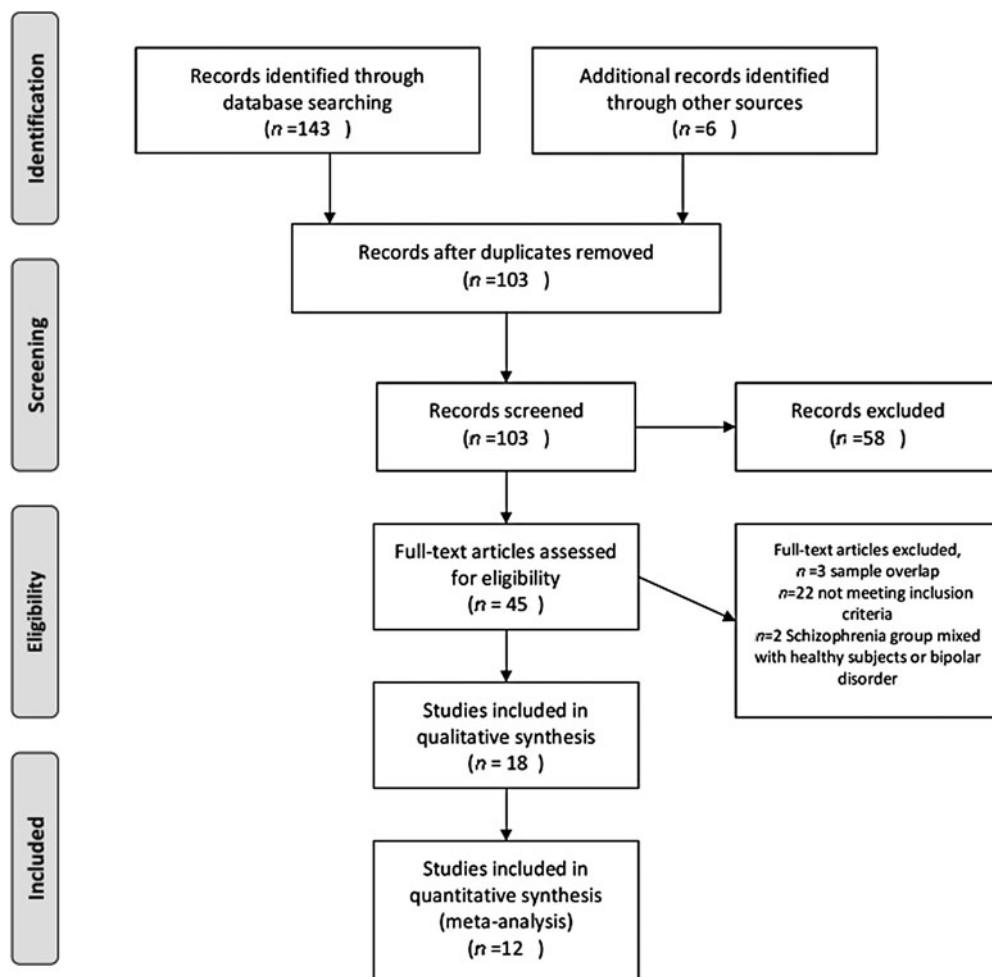 Identification
Records identified through
database searching
(n =143 )
Additional records identified
through other sources
(n =6 )
Records after duplicates removed
(n =103 )
Screening
Records screened
(n =103 )
Records excluded
(n =58 )
Eligibility
Full-text articles assessed
for eligibility
(n = 45 )
Full-text articles excluded,
n =3 sample overlap
n=22 not meeting inclusion
criteria
n=2 Schizophrenia group mixed
with healthy subjects or bipolar
disorder
Studies included in
qualitative synthesis
(n = 18 )
Included
Studies included in
quantitative synthesis
(meta-analysis)
(n =12 )